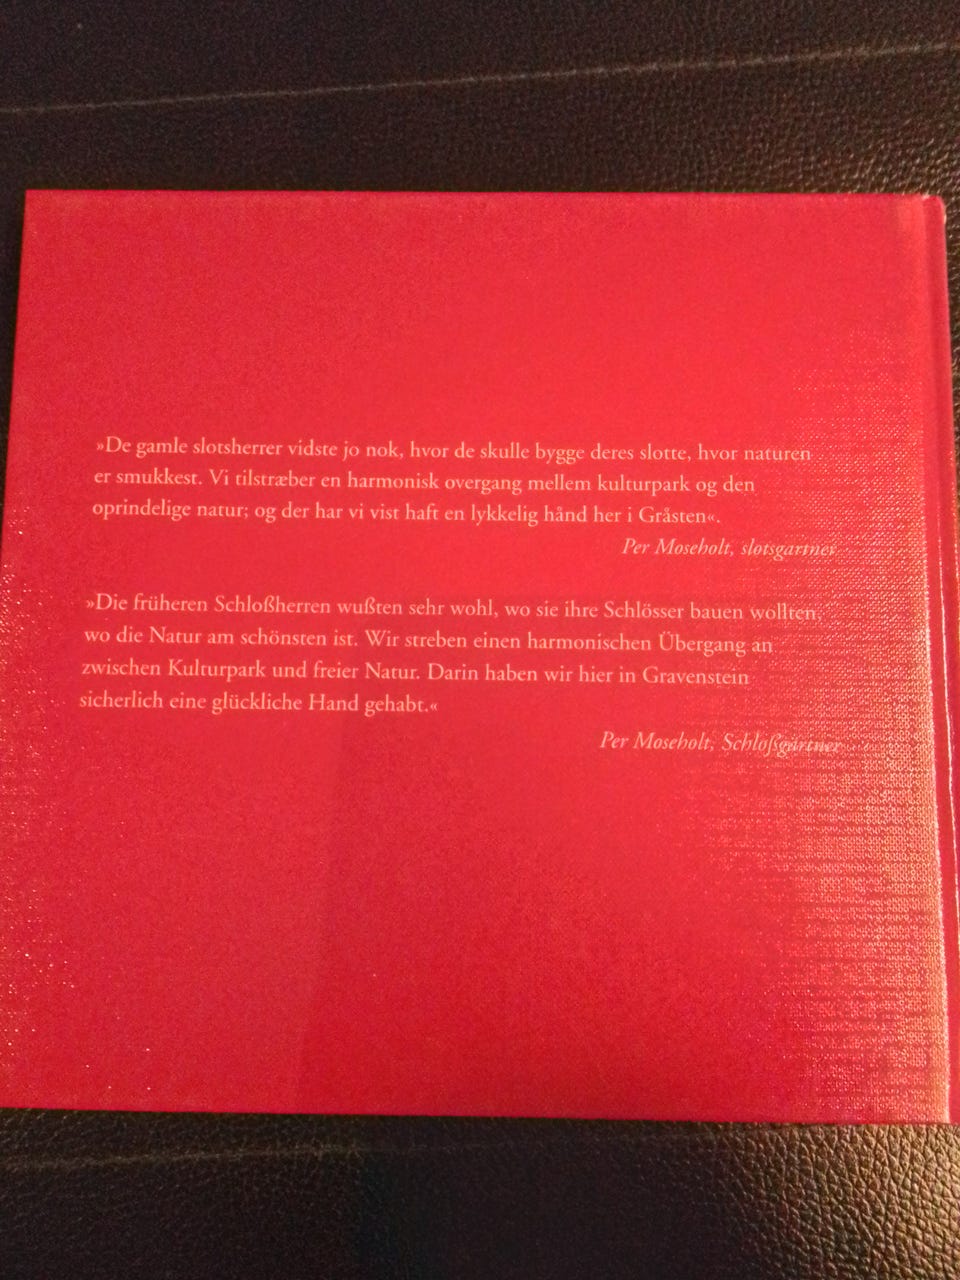 »De gamle slotsherrer vidste jo nok, hvor de skulle bygge deres slotte, hvor naturen
er smukkest. Vi tilstræber en harmonisk overgang mellem kulturpark og den
oprindelige natur; og der har vi vist haft en lykkelig hånd her i Gråsten«.
Per Moseholt, slotsgartner
»Die früheren Schloßherren wußten sehr wohl, wo sie ihre Schlösser bauen wollten,
wo die Natur am schönsten ist. Wir streben einen harmonischen Übergang an
zwischen Kulturpark und freier Natur. Darin haben wir hier in Gravenstein
sicherlich eine glückliche Hand gehabt.«
Per Moseholt, Schloßgärtner